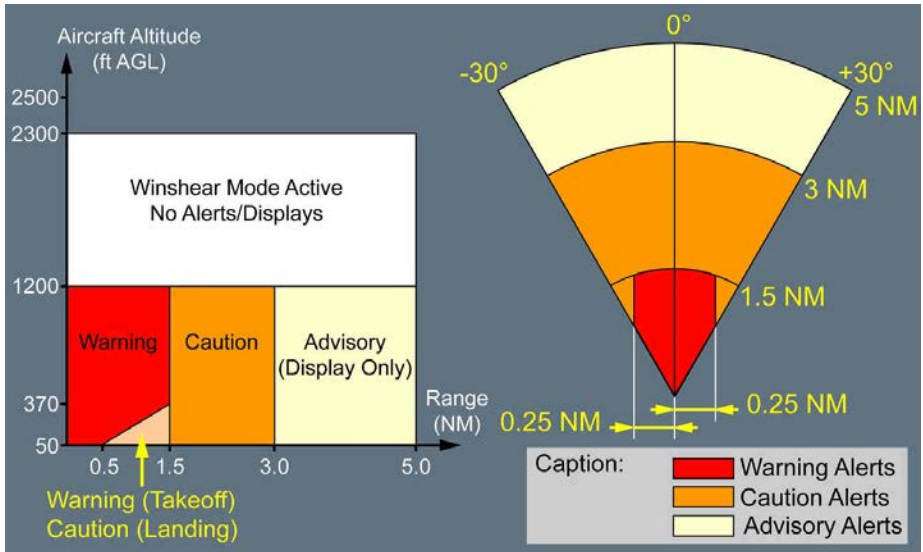 Aircraft Altitude
(ft AGL)
2500
2300
Winshear Mode Active
No Alerts/Displays
1200
Warning
Caution
Advisory
(Display Only)
370
50
Range
(NM)
0.5
1.5
3.0
5.0
Warning (Takeoff)
Caution (Landing)
0°
-30°
+30°
5 NM
3 NM
1.5 NM
0.25 NM
0.25 NM
Caption:
Warning Alerts
Caution Alerts
Advisory Alerts